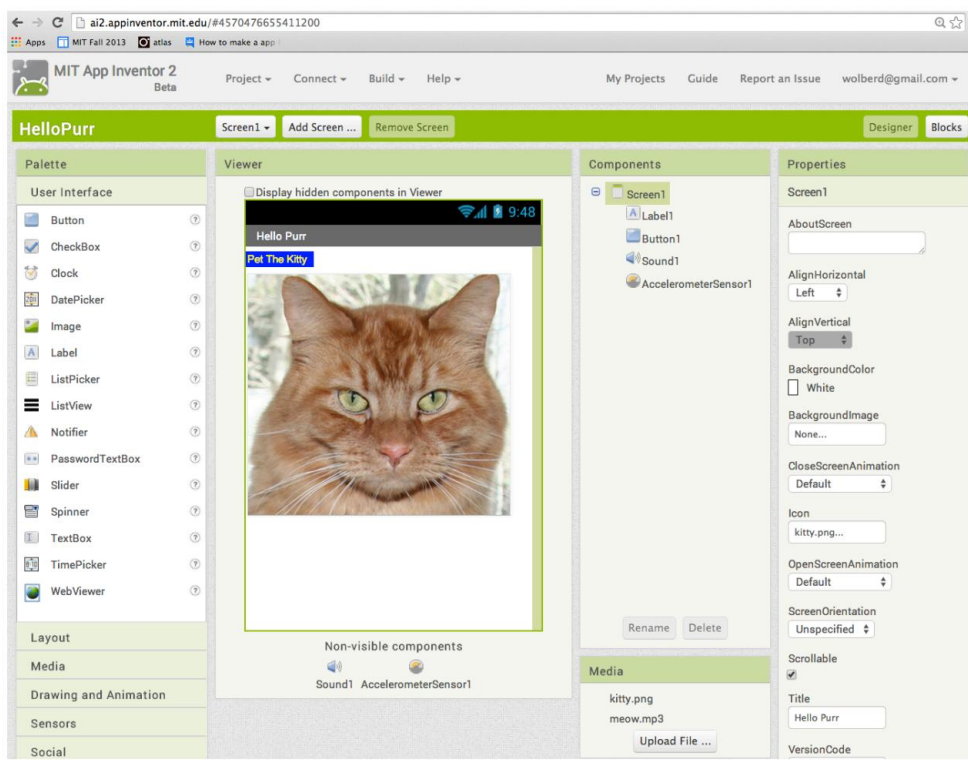 ai2.appinventor.mit.edu/#4570476655411200
Apps MIT Fall 2013 atlas How to make a app
MIT App Inventor 2
Beta
Project Connect Build Help My Projects Guide Report an Issue wolberd@gmail.com
HelloPurr Screen1 Add Screen ... Remove Screen Designer Blocks
Palette
User Interface
Button
CheckBox
Clock
DatePicker
Image
Label
ListPicker
ListView
Notifier
PasswordTextBox
Slider
Spinner
TextBox
TimePicker
WebViewer
Layout
Media
Drawing and Animation
Sensors
Social
Viewer
Display hidden components in Viewer
9:48
Hello Purr
Pet The Kitty
Non-visible components
Sound1 AccelerometerSensor1
Components
Screen1
Label1
Button1
Sound1
AccelerometerSensor1
Rename Delete
Media
kitty.png
meow.mp3
Upload File ...
Properties
Screen1
AboutScreen
AlignHorizontal
Left
AlignVertical
Top
BackgroundColor
White
BackgroundImage
None...
CloseScreenAnimation
Default
Icon
kitty.png...
OpenScreenAnimation
Default
ScreenOrientation
Unspecified
Scrollable
Title
Hello Purr
VersionCode